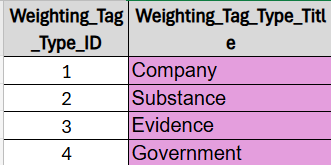 Weighting_Tag Weighting_Tag_Type_Titl
_Type_ID e
1 Company
2 Substance
3 Evidence
4 Government